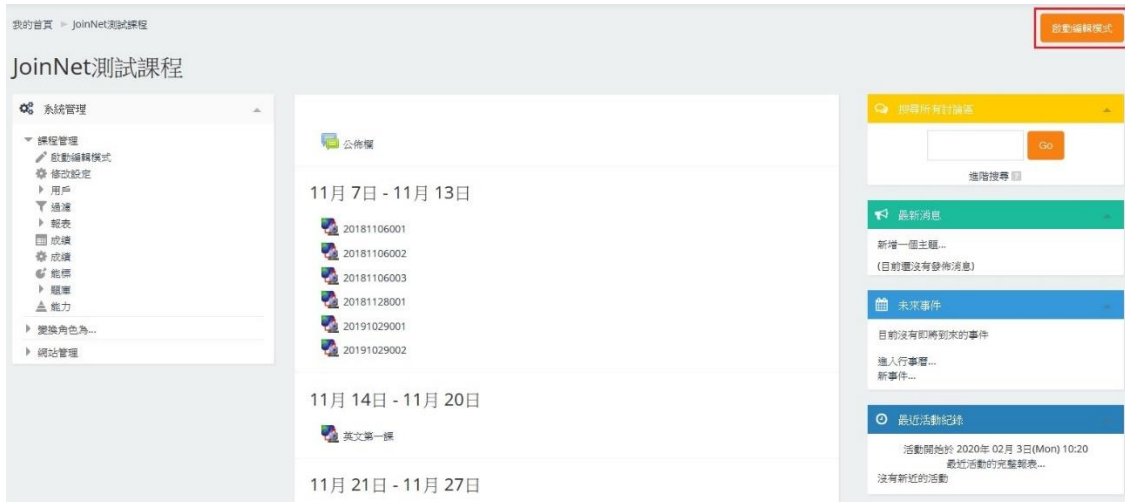 我的首頁 ► JoinNet測試課程
啟動編輯模式
JoinNet測試課程
系統管理
課程管理
啟動編輯模式
修改設定
用戶
過濾
報表
成績
成績
能標
題庫
能力
變換角色為...
網站管理
公佈欄
11月 7日 - 11月 13日
20181106001
20181106002
20181106003
20181128001
20191029001
20191029002
11月 14日 - 11月 20日
英文第一課
11月 21日 - 11月 27日
搜尋所有討論區
Go
進階搜尋
最新消息
新增一個主題...
(目前還沒有發佈消息)
未來事件
目前沒有即將到來的事件
進入行事曆...
新事件...
最近活動紀錄
活動開始於 2020年 02月 3日(Mon) 10:20
最近活動的完整報表...
沒有新近的活動